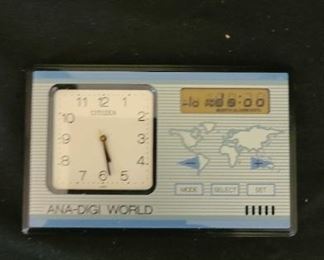 CITIZEN
11 12 1
10 2
9 3
8 4
7 6 5
MODE SELECT SET
ANA-DIGI WORLD